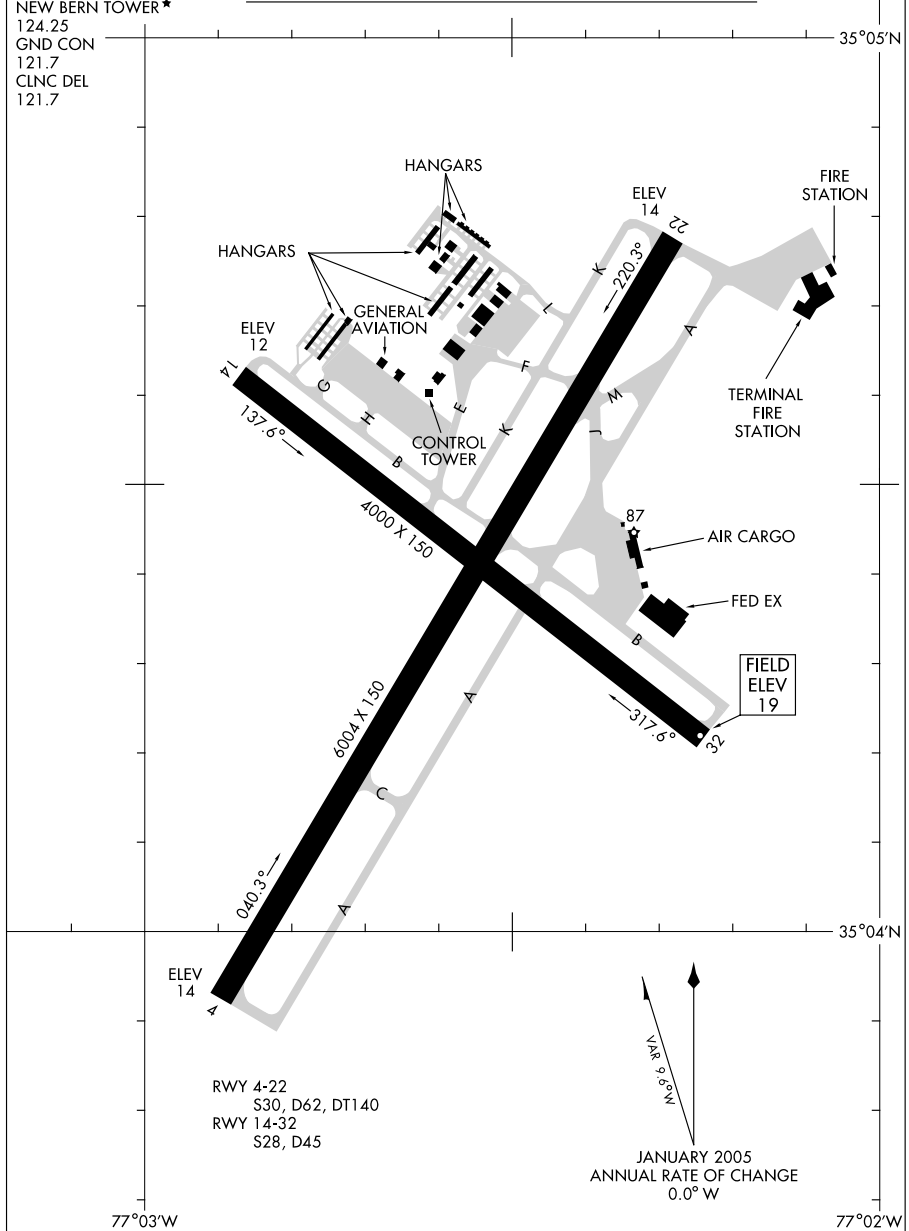 NEW BERN TOWER★
124.25
GND CON
121.7
CLNC DEL
121.7
35°05'N
HANGARS
FIRE
STATION
ELEV
14
22
HANGARS
K
220.3°
L
GENERAL
AVIATION
A
ELEV
12
14
F
G
E
M
TERMINAL
FIRE
STATION
137.6°
H
K
J
CONTROL
TOWER
B
4000 X 150
87
AIR CARGO
FED EX
B
FIELD
ELEV
19
A
317.6°
32
6004 X 150
C
040.3°
A
35°04'N
ELEV
14
4
VAR 9.6°W
RWY 4-22
S30, D62, DT140
RWY 14-32
S28, D45
JANUARY 2005
ANNUAL RATE OF CHANGE
0.0° W
77°03'W
77°02'W